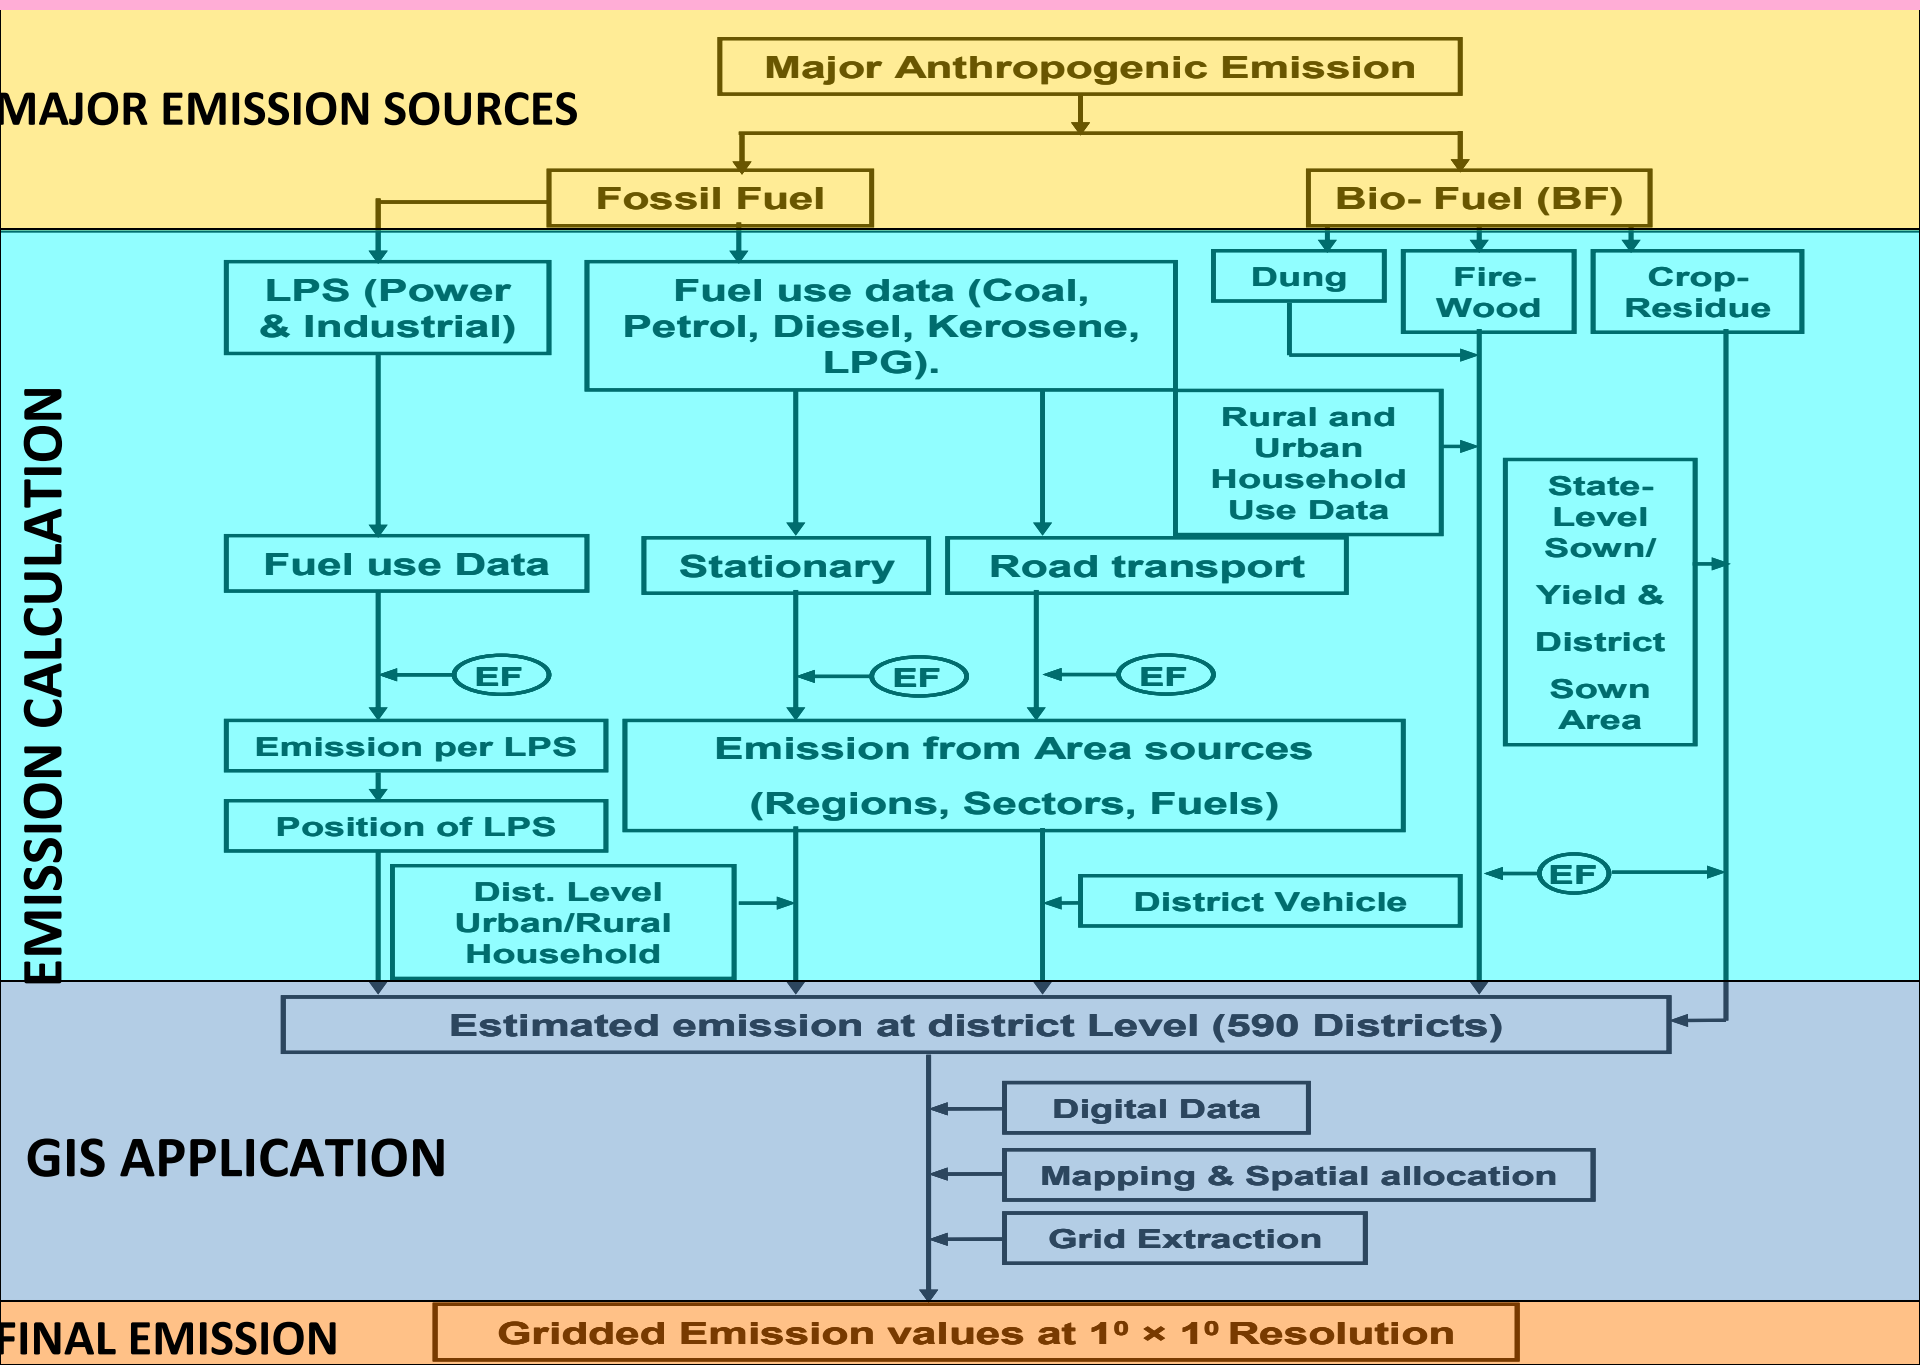 Major Anthropogenic Emission
MAJOR EMISSION SOURCES
Fossil Fuel
Bio- Fuel (BF)
EMISSION CALCULATION
LPS (Power
& Industrial)
Fuel use data (Coal,
Petrol, Diesel, Kerosene,
LPG).
Dung
Fire-
Wood
Crop-
Residue
Rural and
Urban
Household
Use Data
State-
Level
Sown/
Yield &
District
Sown
Area
Fuel use Data
Stationary
Road transport
EF
EF
EF
Emission per LPS
Emission from Area sources
(Regions, Sectors, Fuels)
Position of LPS
EF
Dist. Level
Urban/Rural
Household
District Vehicle
Estimated emission at district Level (590 Districts)
GIS APPLICATION
Digital Data
Mapping & Spatial allocation
Grid Extraction
FINAL EMISSION
Gridded Emission values at 1⁰ × 1⁰ Resolution